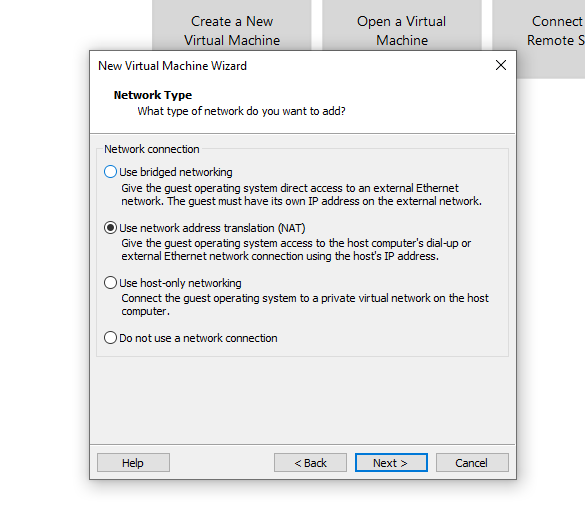 Create a New
Virtual Machine
Open a Virtual
Machine
Connect
Remote S
New Virtual Machine Wizard
Network Type
What type of network do you want to add?
Network connection
Use bridged networking
Give the guest operating system direct access to an external Ethernet
network. The guest must have its own IP address on the external network.
Use network address translation (NAT)
Give the guest operating system access to the host computer's dial-up or
external Ethernet network connection using the host's IP address.
Use host-only networking
Connect the guest operating system to a private virtual network on the host
computer.
Do not use a network connection
Help
< Back
Next >
Cancel